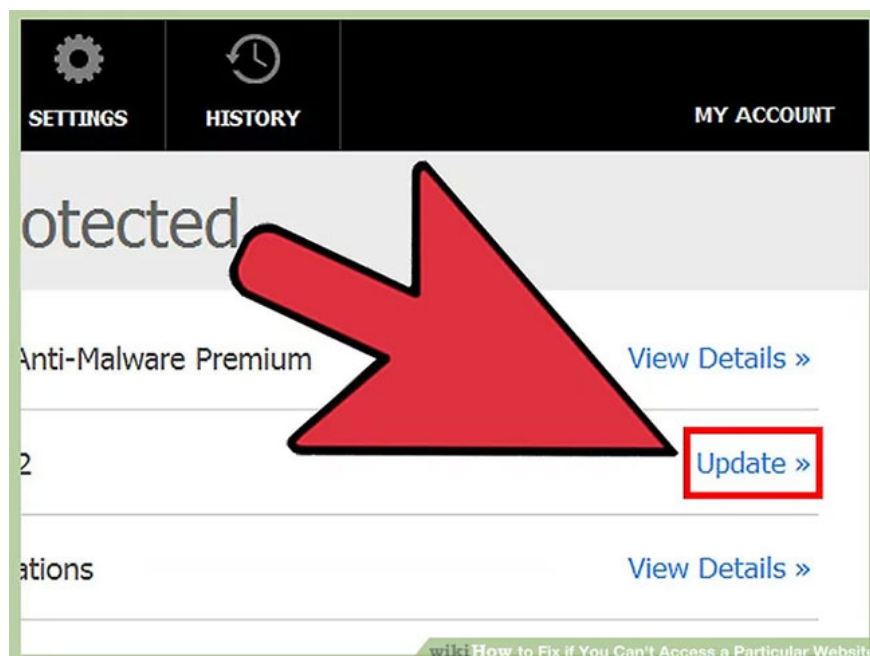 SETTINGS HISTORY MY ACCOUNT
otected
Anti-Malware Premium View Details »
2 Update »
ations View Details »
wikiHow to Fix if You Can't Access a Particular Website